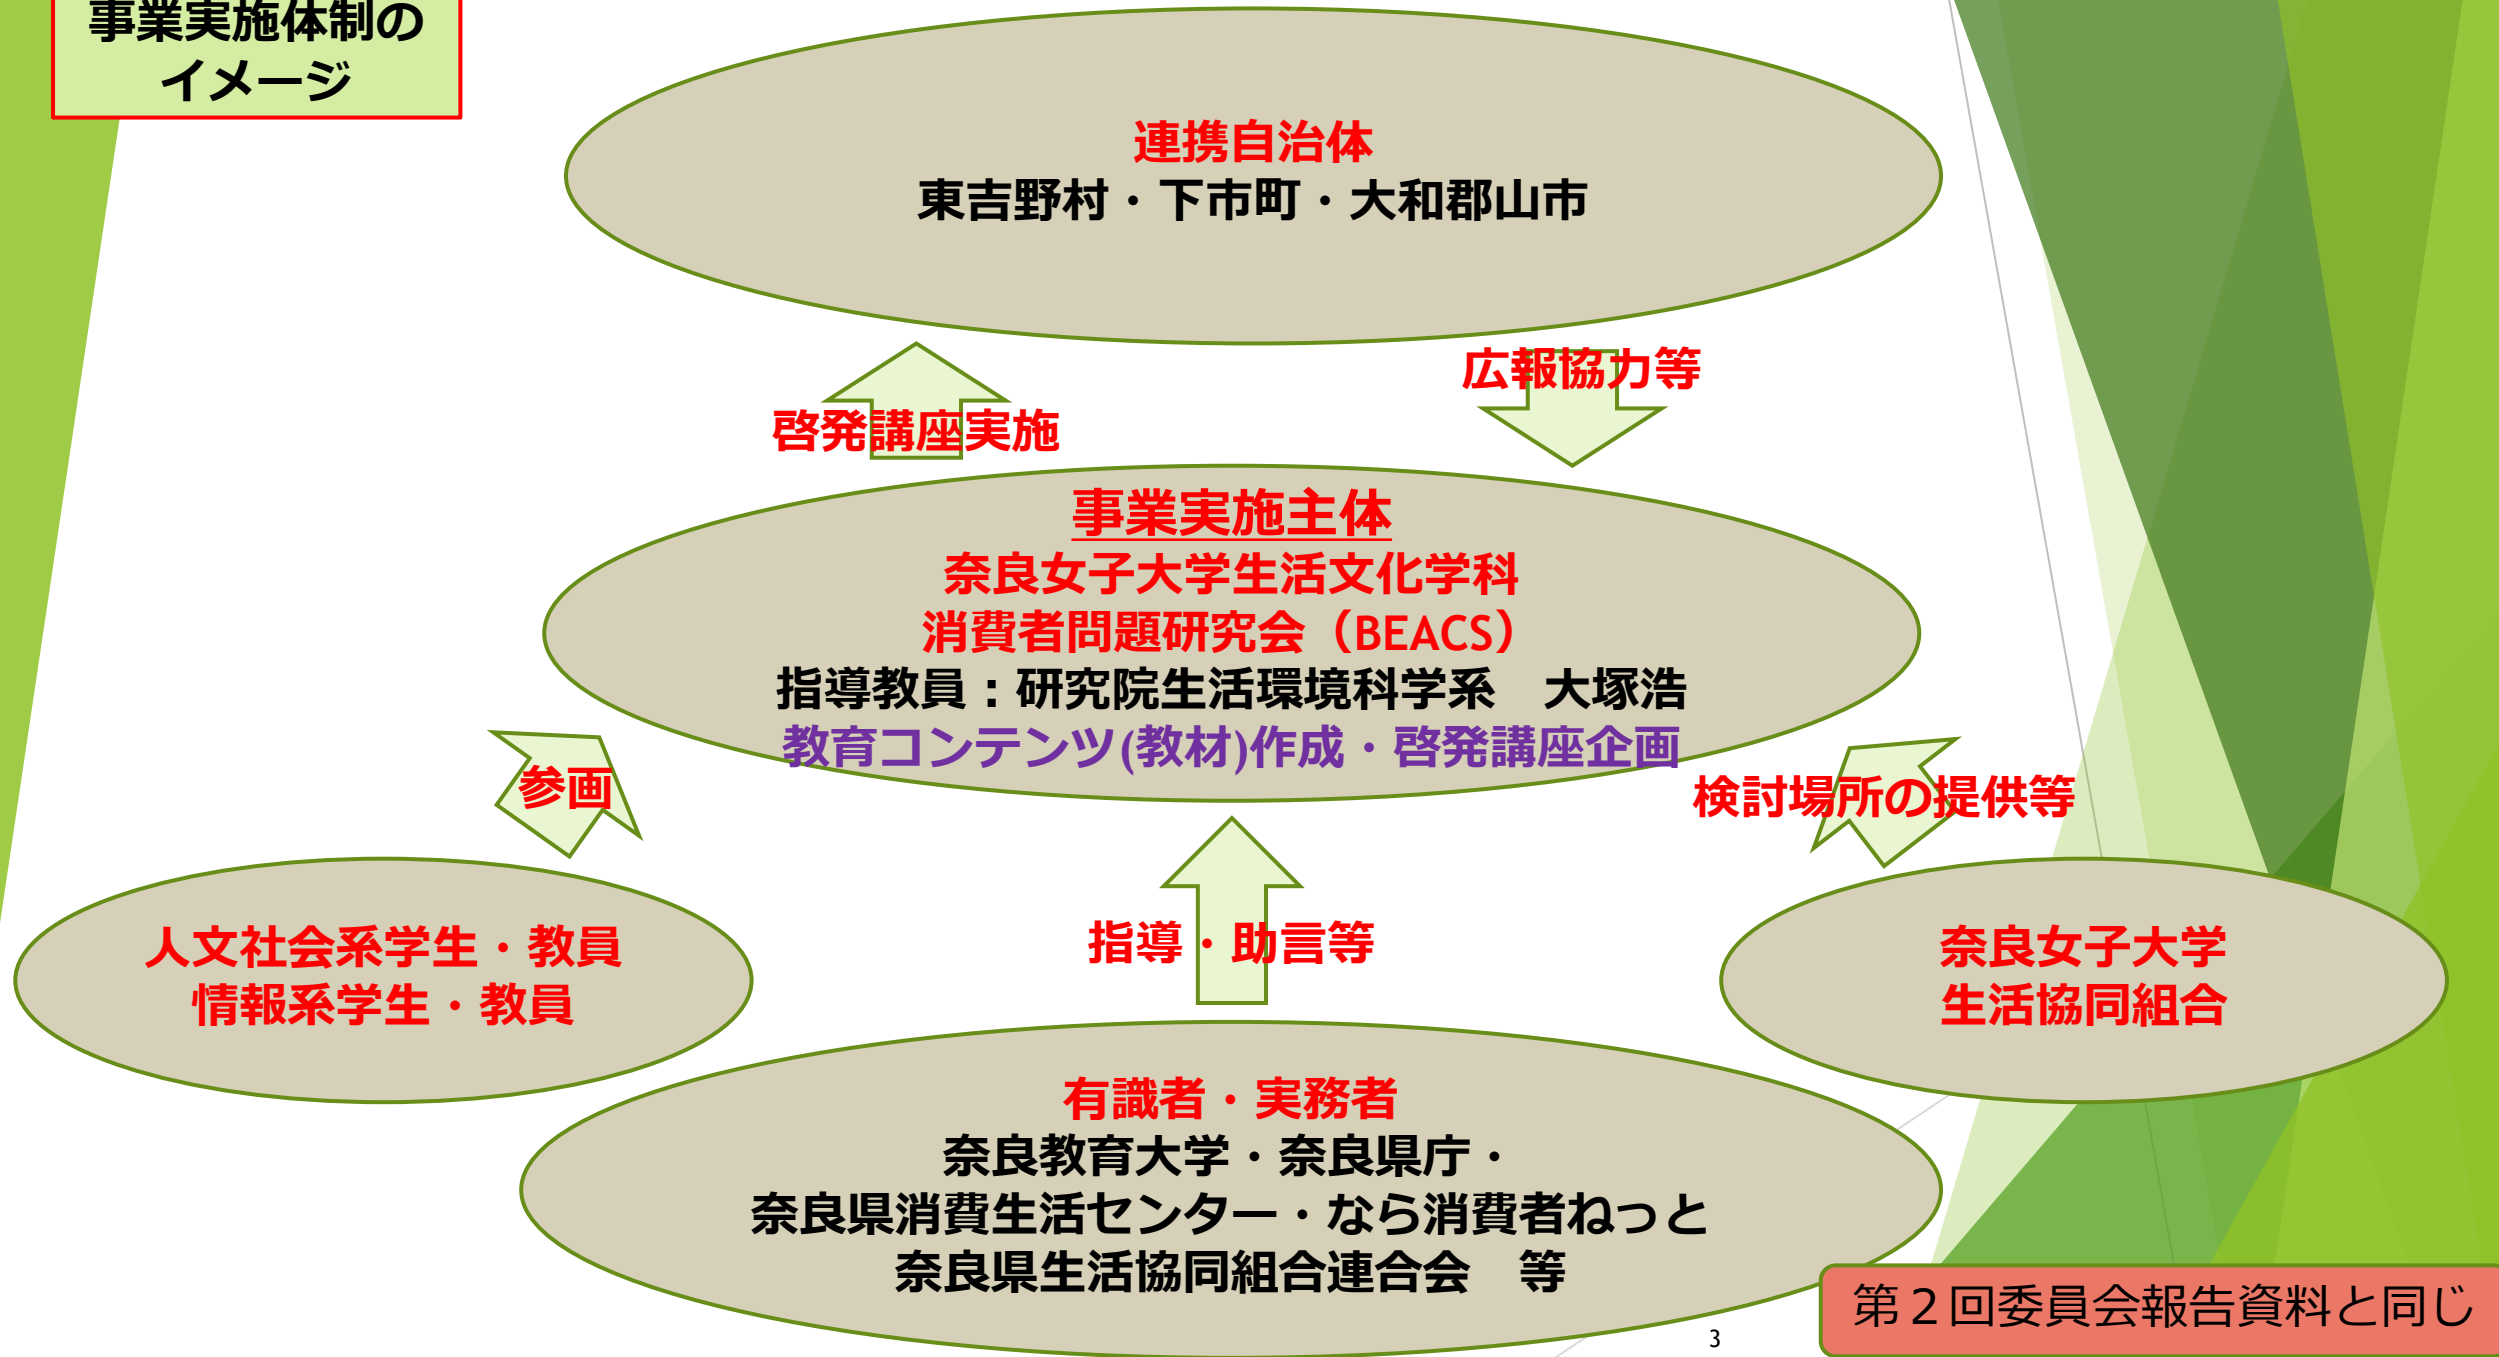 事業実施体制の
イメージ
連携自治体
東吉野村・下市町・大和郡山市
広報協力等
啓発講座実施
事業実施主体
奈良女子大学生活文化学科
消費者問題研究会（BEACS）
指導教員：研究院生活環境科学系　大塚浩
教育コンテンツ(教材)作成・啓発講座企画
参画
検討場所の提供等
指導・助言等
人文社会系学生・教員
情報系学生・教員
奈良女子大学
生活協同組合
有識者・実務者
奈良教育大学・奈良県庁・
奈良県消費生活センター・なら消費者ねっと
奈良県生活協同組合連合会　等
第２回委員会報告資料と同じ
3